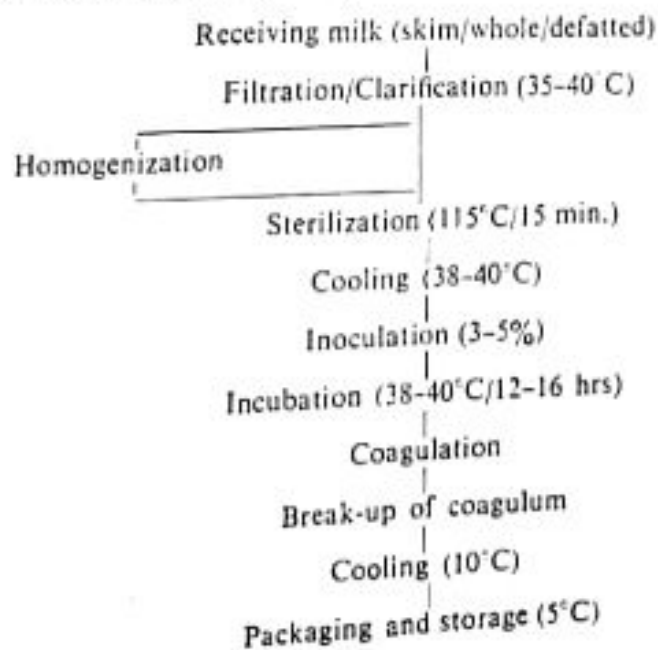 Receiving milk (skim/whole/defatted)
Filtration/Clarification (35-40°C)
Homogenization
Sterilization (115°C/15 min.)
Cooling (38-40°C)
Inoculation (3-5%)
Incubation (38-40°C/12-16 hrs)
Coagulation
Break-up of coagulum
Cooling (10°C)
Packaging and storage (5°C)